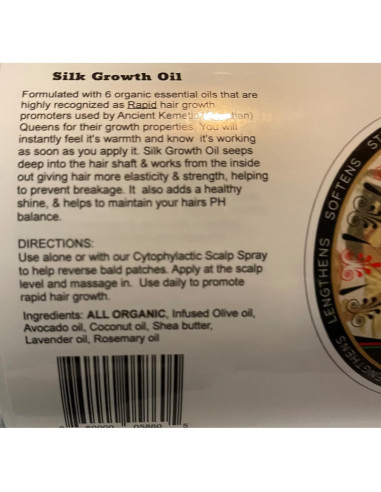 Silk Growth Oil
Formulated with 6 organic essential oils that are
highly recognized as Rapid hair growth
promoters used by Ancient Kemetic
Queens for their growth properties. You will
instantly feel it's warmth and know it's working
as soon as you apply it. Silk Growth Oil seeps
deep into the hair shaft & works from the inside
out giving hair more elasticity & strength, helping
to prevent breakage. It also adds a healthy
shine, & helps to maintain your hairs PH
balance.
DIRECTIONS:
Use alone or with our Cytophylactic Scalp Spray
to help reverse bald patches. Apply at the scalp
level and massage in. Use daily to promote
rapid hair growth.
Ingredients: ALL ORGANIC, Infused Olive oil,
Avocado oil, Coconut oil, Shea butter,
Lavender oil, Rosemary oil
LENGTHENS SOFTENS